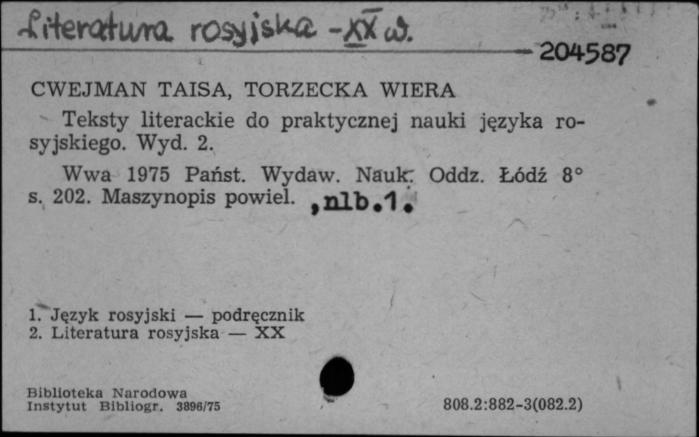 Literatura rosyjska - XX w.
204587
CWEJMAN TAISA, TORZECKA WIERA
Teksty literackie do praktycznej nauki języka ro-
syjskiego. Wyd. 2.
Wwa 1975 Państ. Wydaw. Nauk. Oddz. Łódź 8°
s. 202. Maszynopis powiel. , nlb. 1.
1. Język rosyjski — podręcznik
2. Literatura rosyjska — XX
Biblioteka Narodowa
Instytut Bibliogr. 3896/75
808.2:882-3(082.2)